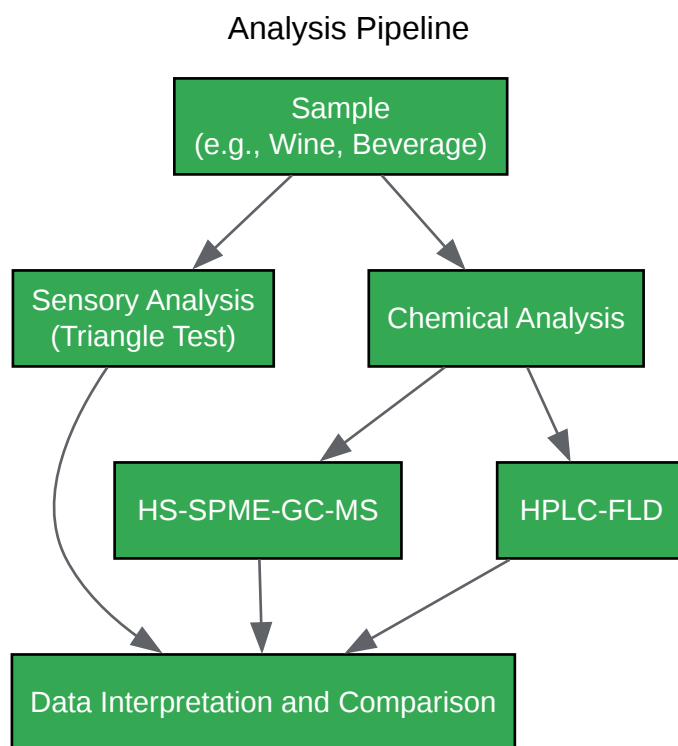 Analysis Pipeline
Sample
(e.g., Wine, Beverage)
Sensory Analysis
(Triangle Test)
Chemical Analysis
HS-SPME-GC-MS
HPLC-FLD
Data Interpretation and Comparison